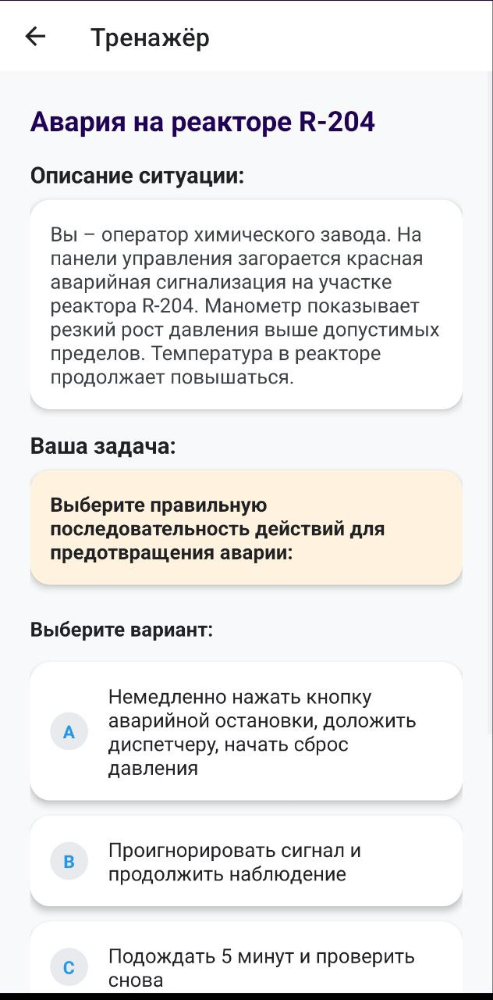 Тренажёр
Авария на реакторе R-204
Описание ситуации:
Вы – оператор химического завода. На
панели управления загорается красная
аварийная сигнализация на участке
реактора R-204. Манометр показывает
резкий рост давления выше допустимых
пределов. Температура в реакторе
продолжает повышаться.
Ваша задача:
Выберите правильную
последовательность действий для
предотвращения аварии:
Выберите вариант:
A
Немедленно нажать кнопку
аварийной остановки, доложить
диспетчеру, начать сброс
давления
B
Проигнорировать сигнал и
продолжить наблюдение
C
Подождать 5 минут и проверить
снова